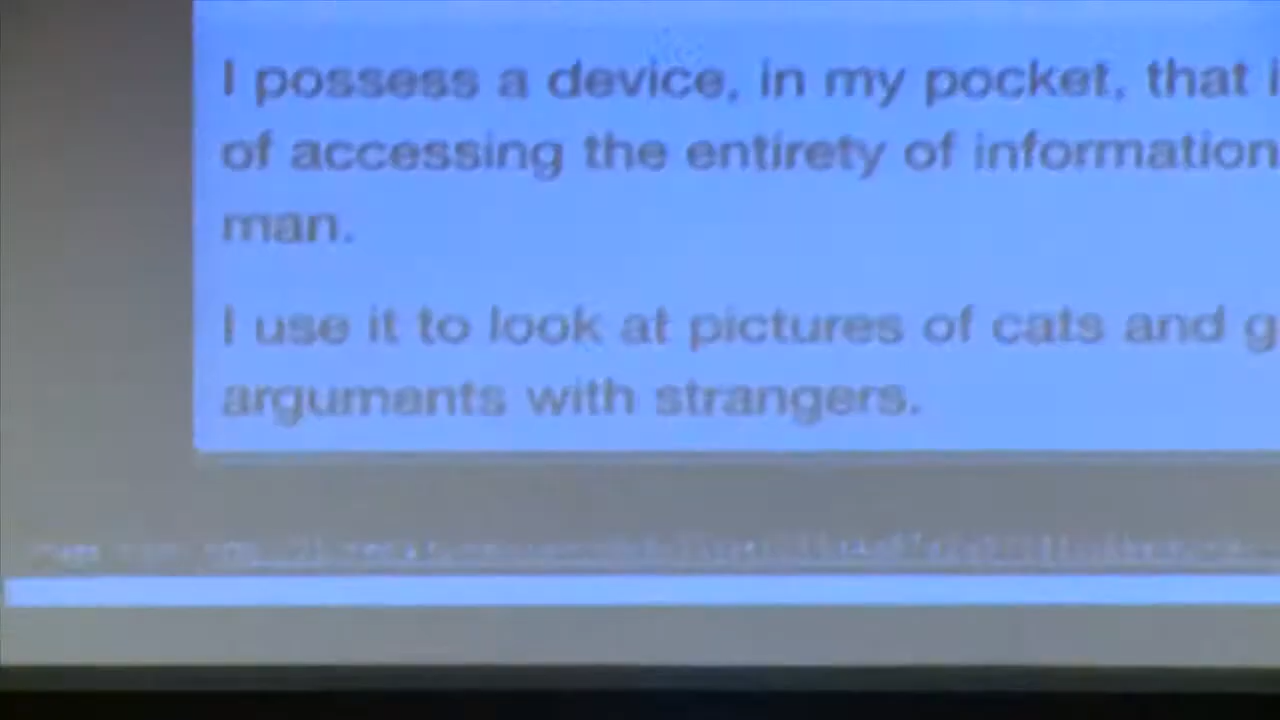 I possess a device, in my pocket, that i
of accessing the entirety of information
man.
I use it to look at pictures of cats and g
arguments with strangers.